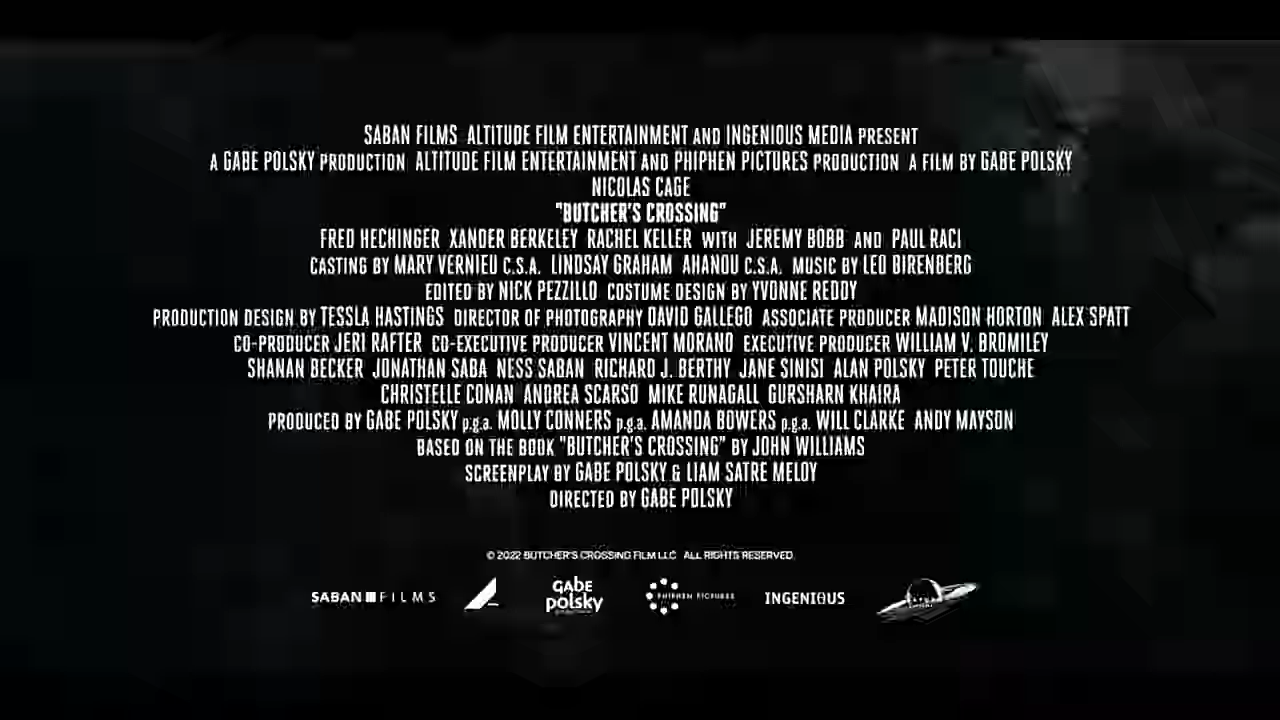 SABAN FILMS ALTITUDE FILM ENTERTAINMENT AND INGENIOUS MEDIA PRESENT
A GABE POLSKY PRODUCTION ALTITUDE FILM ENTERTAINMENT AND PHIPHEN PICTURES PRODUCTION A FILM BY GABE POLSKY
NICOLAS CAGE
"BUTCHER'S CROSSING"
FRED HECHINGER XANDER BERKELEY RACHEL KELLER WITH JEREMY BOBB AND PAUL RACI
CASTING BY MARY VERNIEU C.S.A. LINDSAY GRAHAM AHANOU C.S.A. MUSIC BY LEO BIRENBERG
EDITED BY NICK PEZZILLO COSTUME DESIGN BY YVONNE REDDY
PRODUCTION DESIGN BY TESSLA HASTINGS DIRECTOR OF PHOTOGRAPHY DAVID GALLEGO ASSOCIATE PRODUCER MADISON HORTON ALEX SPATT
CO-PRODUCER JERI RAFTER CO-EXECUTIVE PRODUCER VINCENT MORANO EXECUTIVE PRODUCER WILLIAM V. BROMILEY
SHANAN BECKER JONATHAN SABA NESS SABAN RICHARD J. BERTHY JANE SINISI ALAN POLSKY PETER TOUCHE
CHRISTELLE CONAN ANDREA SCARSO MIKE RUNAGALL GURSHARN KHAIRA
PRODUCED BY GABE POLSKY p.g.a. MOLLY CONNERS p.g.a. AMANDA BOWERS p.g.a. WILL CLARKE ANDY MAYSON
BASED ON THE BOOK "BUTCHER'S CROSSING" BY JOHN WILLIAMS
SCREENPLAY BY GABE POLSKY & LIAM SATRE MELOY
DIRECTED BY GABE POLSKY
© 2022 BUTCHER'S CROSSING FILM LLC ALL RIGHTS RESERVED.
SABAN FILMS GABE POLSKY PHIPHEN PICTURES INGENIOUS